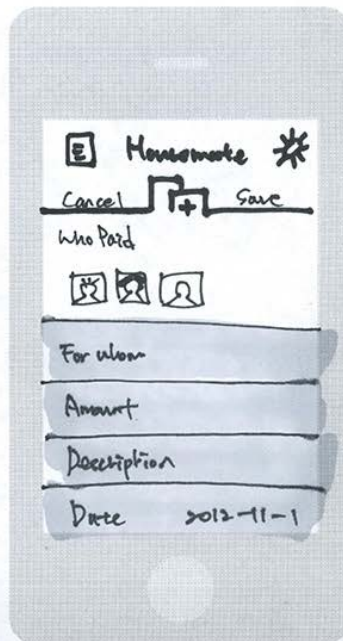 E Housemate
Cancel + Save
Who Paid
For whom
Amount
Description
Date 2012-11-1